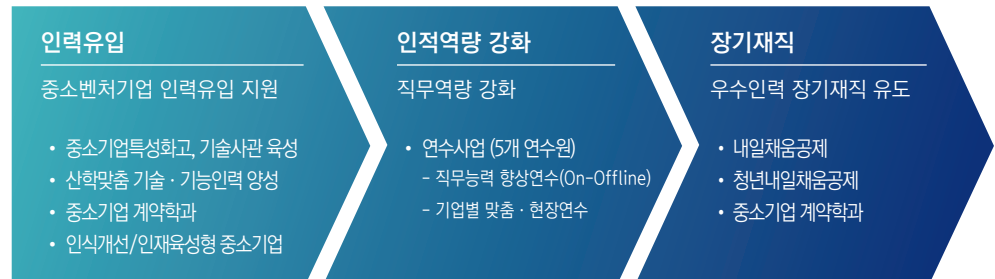 인력유입
중소벤처기업 인력유입 지원
• 중소기업특성화고, 기술사관 육성
• 산학맞춤 기술 · 기능인력 양성
• 중소기업 계약학과
• 인식개선/인재육성형 중소기업
인적역량 강화
직무역량 강화
• 연수사업 (5개 연수원)
- 직무능력 향상연수(On-Offline)
- 기업별 맞춤 · 현장연수
장기재직
우수인력 장기재직 유도
• 내일채움공제
• 청년내일채움공제
• 중소기업 계약학과